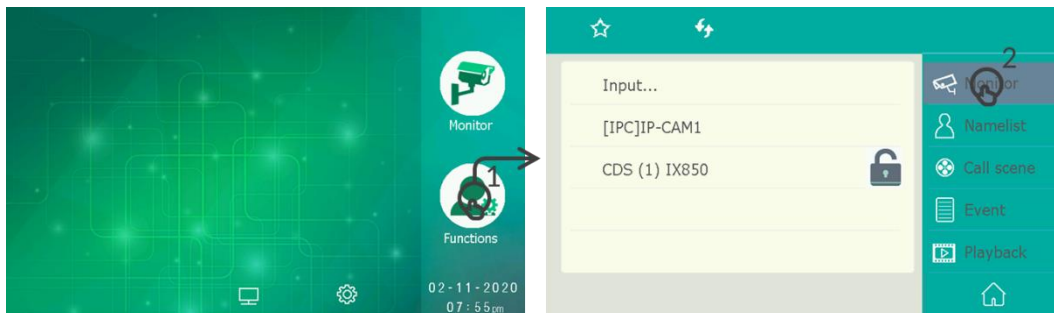 Monitor
1
Functions
02-11-2020
07:55pm
2
Input...
[IPC]IP-CAM1
CDS (1) IX850
Monitor
Namelist
Call scene
Event
Playback